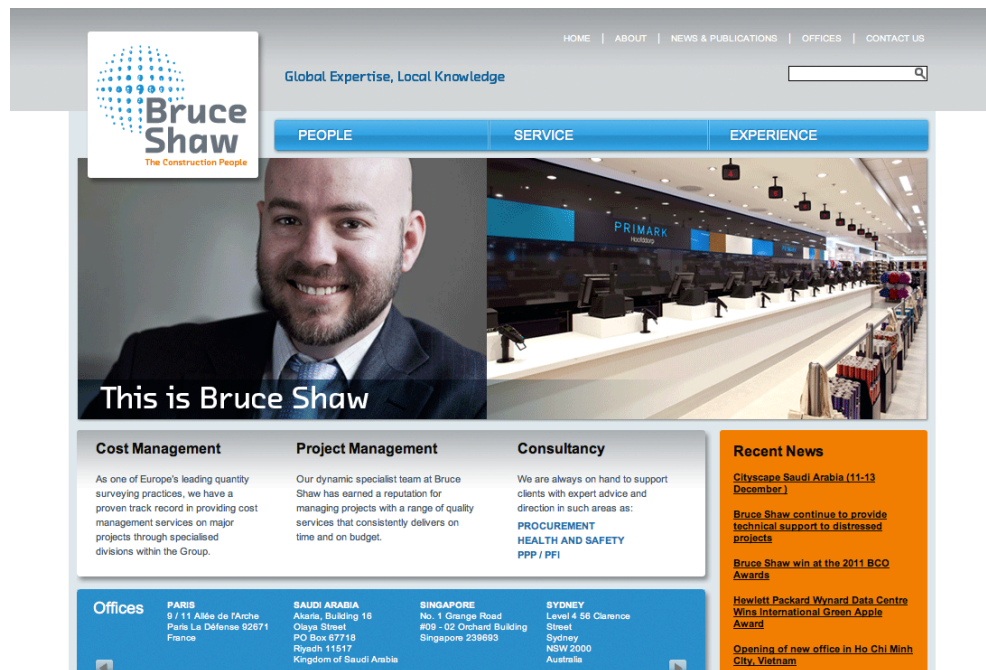 HOME | ABOUT | NEWS & PUBLICATIONS | OFFICES | CONTACT US
Bruce
Shaw
The Construction People
Global Expertise, Local Knowledge
PEOPLE
SERVICE
EXPERIENCE
PRIMARK
Hoofddorp
This is Bruce Shaw
Cost Management
As one of Europe's leading quantity
surveying practices, we have a
proven track record in providing cost
management services on major
projects through specialised
divisions within the Group.
Project Management
Our dynamic specialist team at Bruce
Shaw has earned a reputation for
managing projects with a range of quality
services that consistently delivers on
time and on budget.
Consultancy
We are always on hand to support
clients with expert advice and
direction in such areas as:
PROCUREMENT
HEALTH AND SAFETY
PPP / PFI
Recent News
Cityscape Saudi Arabia (11-13
December )
Bruce Shaw continue to provide
technical support to distressed
projects
Bruce Shaw win at the 2011 BCO
Awards
Hewlett Packard Wynard Data Centre
Wins International Green Apple
Award
Opening of new office in Ho Chi Minh
City, Vietnam
Offices
PARIS
9 / 11 Allée de l'Arche
Paris La Défense 92671
France
SAUDI ARABIA
Akaria, Building 16
Olaya Street
PO Box 67718
Riyadh 11517
Kingdom of Saudi Arabia
SINGAPORE
No. 1 Grange Road
#09 - 02 Orchard Building
Singapore 239693
SYDNEY
Level 4 56 Clarence
Street
Sydney
NSW 2000
Australia